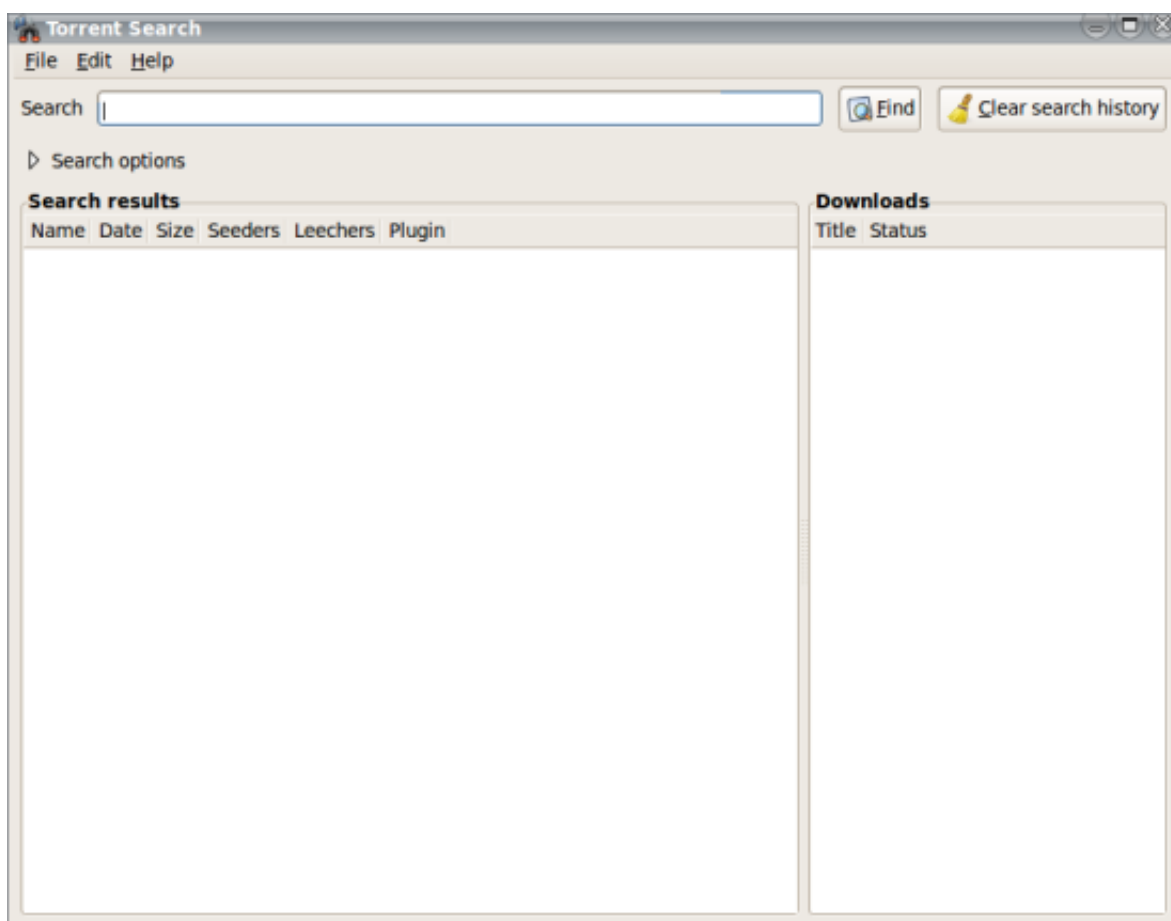 Torrent Search
File Edit Help
Search Find Clear search history
Search options
Search results Downloads
Name Date Size Seeders Leechers Plugin Title Status